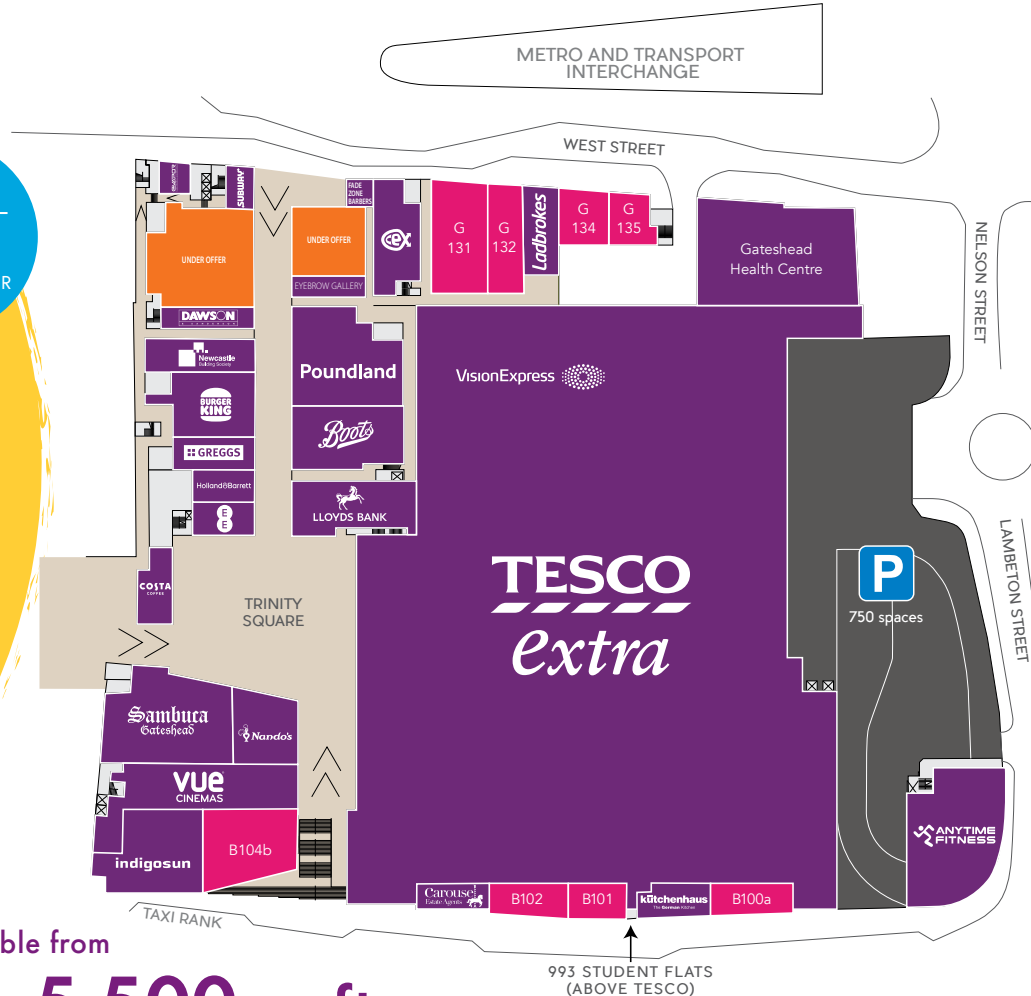 METRO AND TRANSPORT
INTERCHANGE
WEST STREET
NELSON STREET
LAMBETON STREET
R
SUBWAY
FADE
ZONE
BARBERS
cex
G
131
G
132
Ladbrokes
G
134
G
135
Gateshead
Health Centre
UNDER OFFER
UNDER OFFER
EYEBROW GALLERY
DAWSON
Newcastle
Building Society
Poundland
VisionExpress
BURGER
KING
Boots
GREGGS
Holland&Barrett
LLOYDS BANK
EE
COSTA
COFFEE
TRINITY
SQUARE
TESCO
extra
P
750 spaces
Sambuca
Gateshead
Nando's
VUE
CINEMAS
indigosun
B104b
ANYTIME
FITNESS
Carousel
Estate Agents
B102
B101
kütchenhaus
The German Kitchen
B100a
TAXI RANK
993 STUDENT FLATS
(ABOVE TESCO)
ble from
5,500